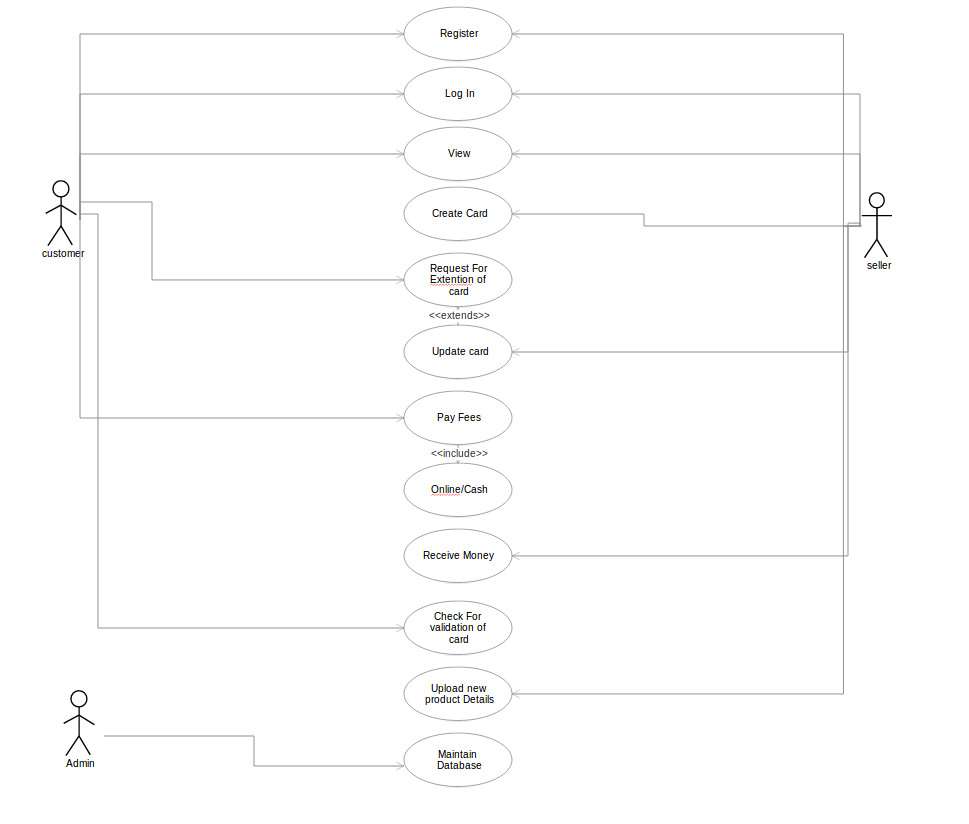 Register
Log In
View
Create Card
customer
seller
Request For
Extention of
card
<<extends>>
Update card
Pay Fees
<<include>>
Online/Cash
Receive Money
Check For
validation of
card
Upload new
product Details
Admin
Maintain
Database